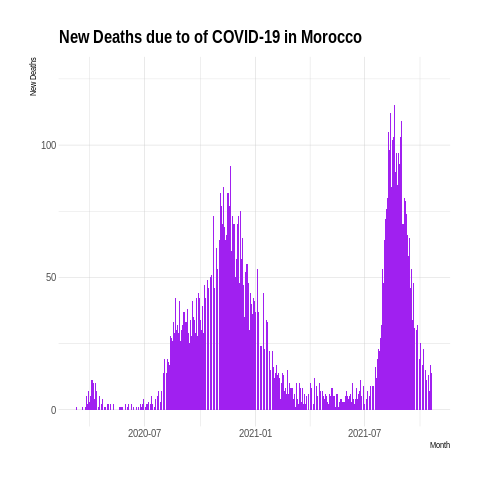 New Deaths due to of COVID-19 in Morocco
New Deaths
100
50
0
2020-07
2021-01
2021-07
Month